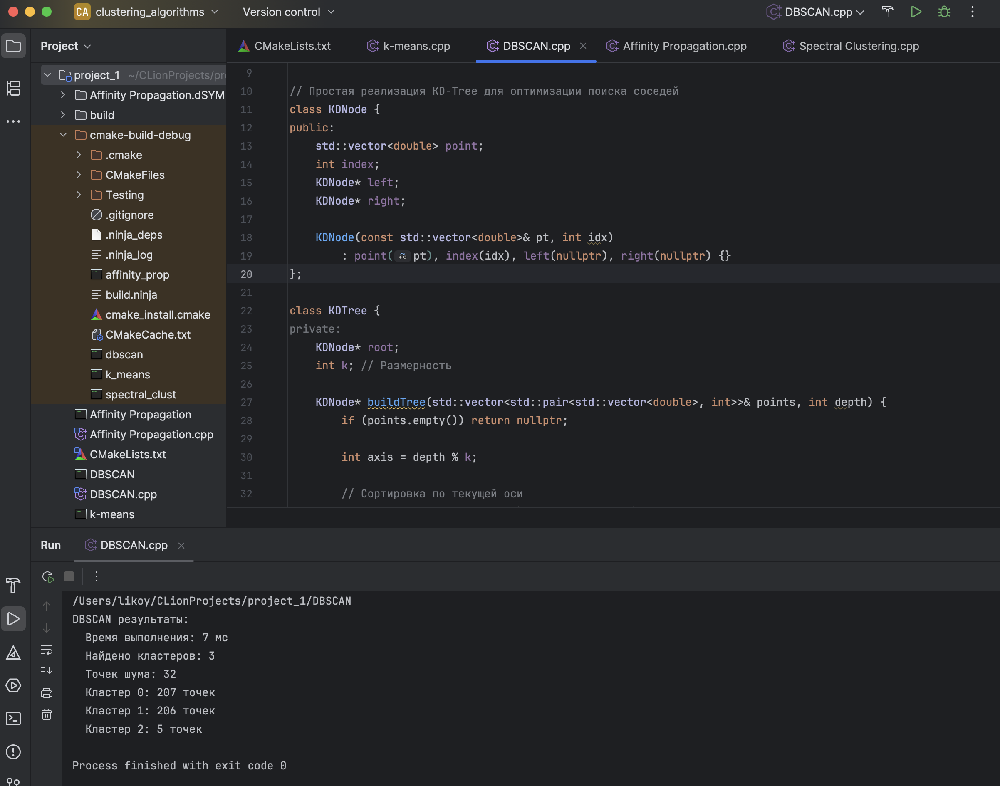 CA clustering_algorithms Version control DBSCAN.cpp
Project
CMakeLists.txt k-means.cpp DBSCAN.cpp Affinity Propagation.cpp Spectral Clustering.cpp
project_1 ~/CLionProjects/pro
Affinity Propagation.dSYM
build
cmake-build-debug
.cmake
CMakeFiles
Testing
.gitignore
.ninja_deps
.ninja_log
affinity_prop
build.ninja
cmake_install.cmake
CMakeCache.txt
dbscan
k_means
spectral_clust
Affinity Propagation
Affinity Propagation.cpp
CMakeLists.txt
DBSCAN
DBSCAN.cpp
k-means
9
10 // Простая реализация KD-Tree для оптимизации поиска соседей
11 class KDNode {
12 public:
13 std::vector<double> point;
14 int index;
15 KDNode* left;
16 KDNode* right;
17
18 KDNode(const std::vector<double>& pt, int idx)
19 : point(pt), index(idx), left(nullptr), right(nullptr) {}
20 };
21
22 class KDTree {
23 private:
24 KDNode* root;
25 int k; // Размерность
26
27 KDNode* buildTree(std::vector<std::pair<std::vector<double>, int>>& points, int depth) {
28 if (points.empty()) return nullptr;
29
30 int axis = depth % k;
31
32 // Сортировка по текущей оси
Run DBSCAN.cpp
/Users/likoy/CLionProjects/project_1/DBSCAN
DBSCAN результаты:
Время выполнения: 7 мс
Найдено кластеров: 3
Точек шума: 32
Кластер 0: 207 точек
Кластер 1: 206 точек
Кластер 2: 5 точек
Process finished with exit code 0